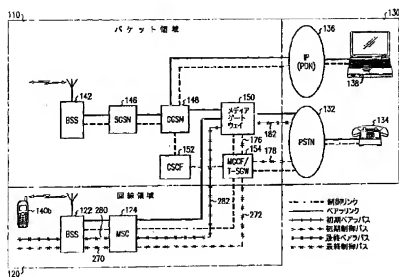 110
130
パケット領域
136
IP
(PDN)
138
142
146
148
150
132
134
BSS
SGSN
GGSN
メディア
ゲート
ウェイ
182
PSTN
152
176
154
178
CSCF
MGCF/
T-SGW
回線領域
140b
122
280
124
282
272
BSS
MSC
270
120
制御リンク
ベアラリンク
初期ベアラパス
初期制御パス
最終ベアラパス
最終制御パス